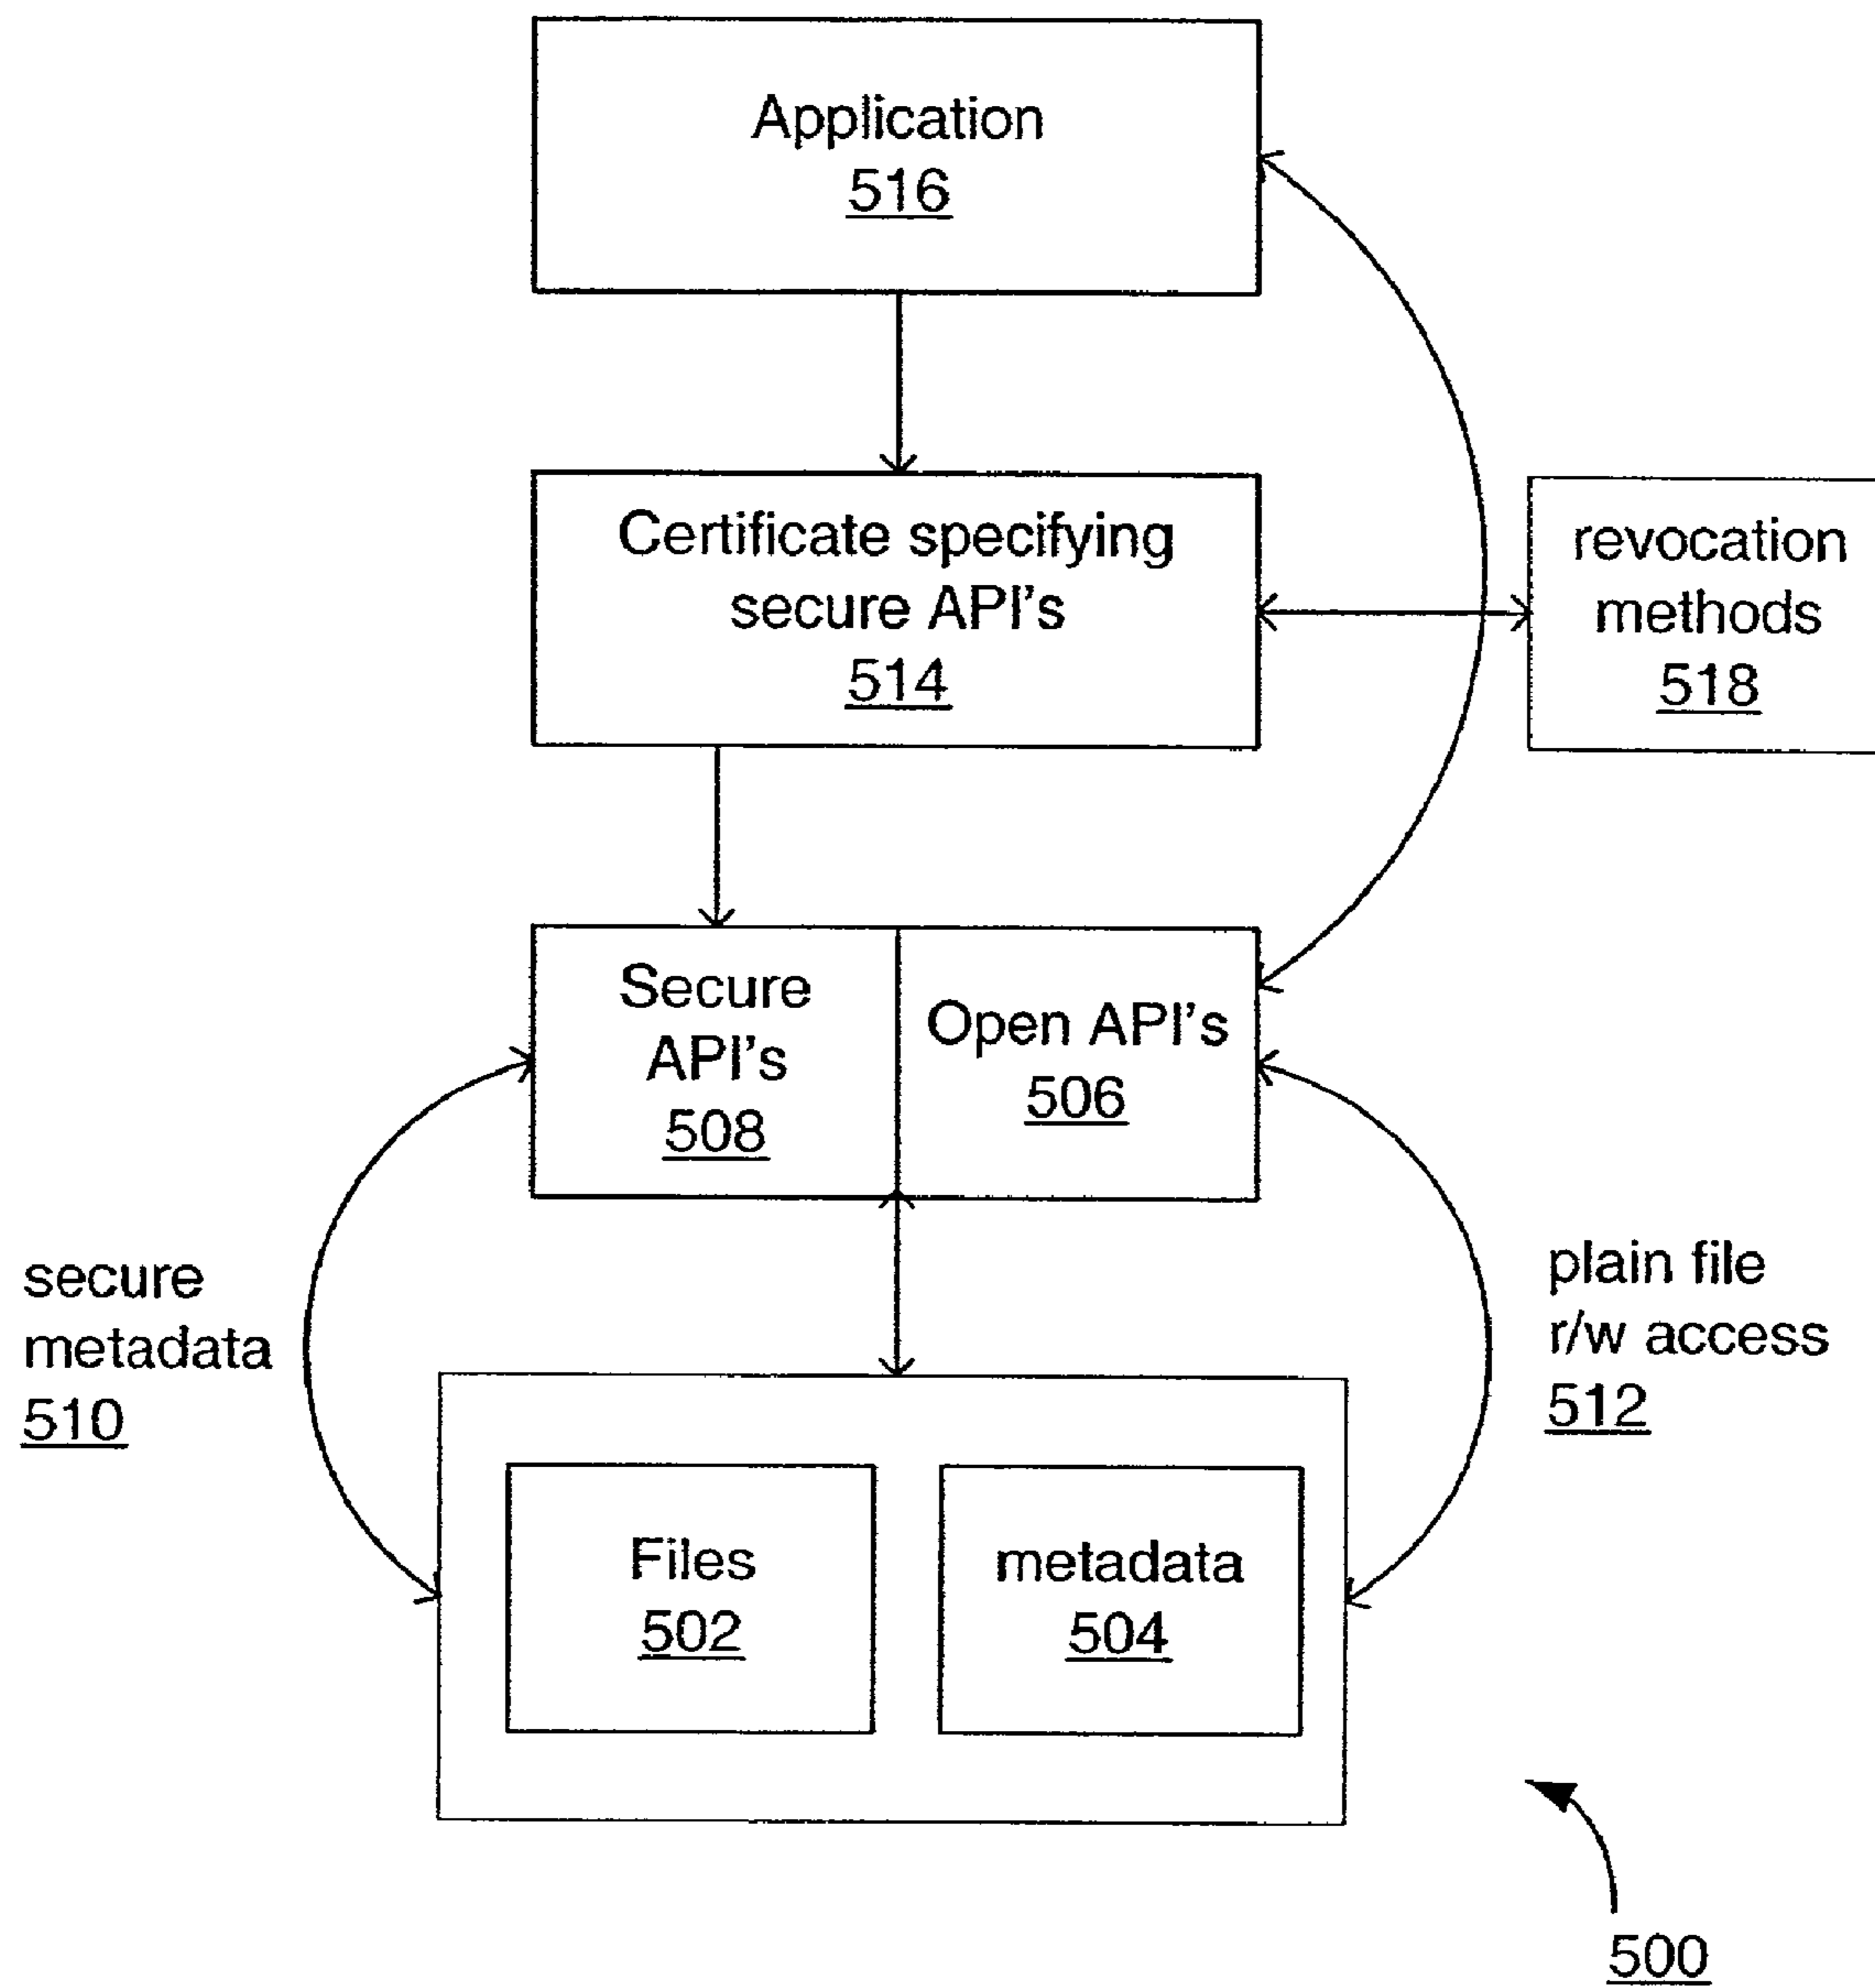 Application
516
Certificate specifying
secure API's
514
revocation
methods
518
Secure
API's
508
Open API's
506
secure
metadata
510
plain file
r/w access
512
Files
502
metadata
504
500